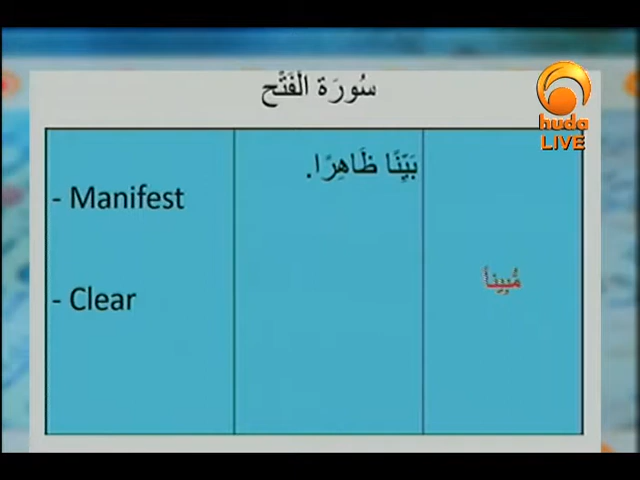 سُورَة الْفَتْح
huda
LIVE
مُّبِيناً
بَيِّنًا ظَاهِرًا.
- Manifest
- Clear